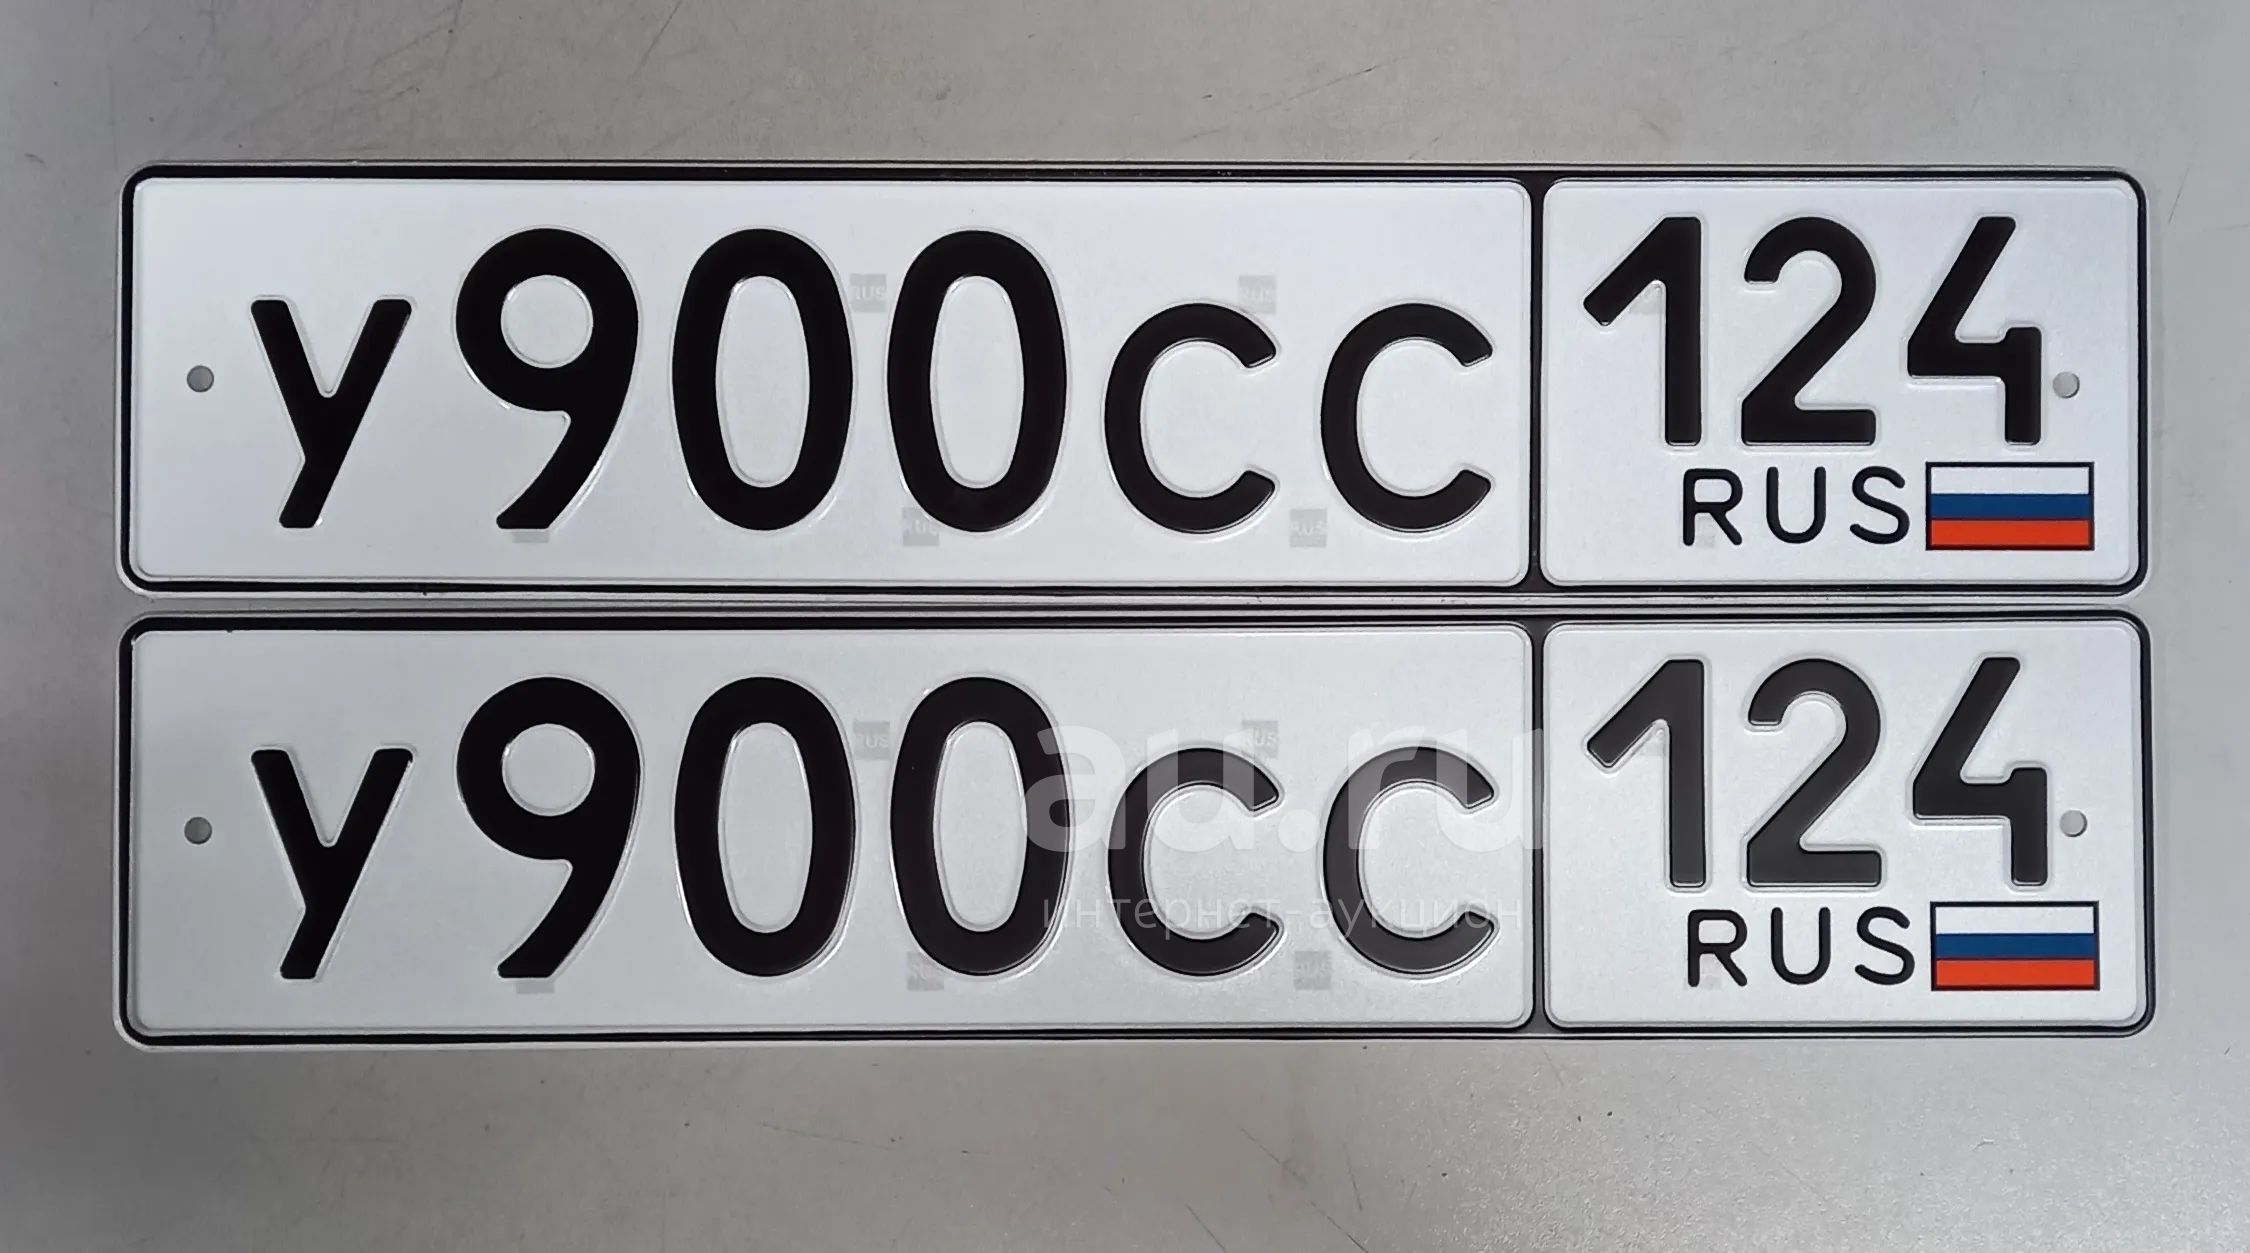 У900СС 124
RUS
У900СС 124
RUS
au.ru
интернет-аукцион